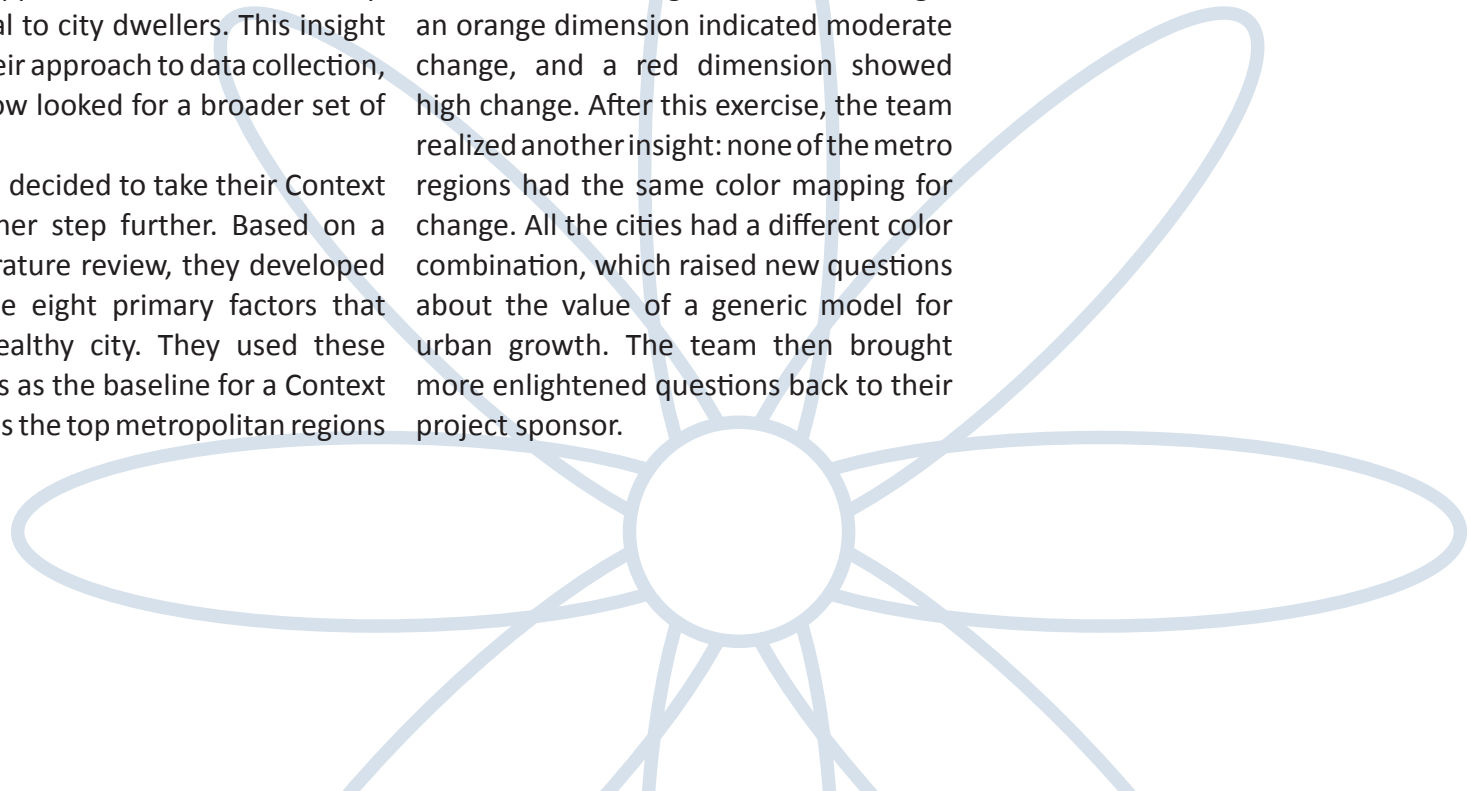 al to city dwellers. This insight
eir approach to data collection,
ow looked for a broader set of
decided to take their Context
her step further. Based on a
rature review, they developed
e eight primary factors that
ealthy city. They used these
s as the baseline for a Context
s the top metropolitan regions
an orange dimension indicated moderate
change, and a red dimension showed
high change. After this exercise, the team
realized another insight: none of the metro
regions had the same color mapping for
change. All the cities had a different color
combination, which raised new questions
about the value of a generic model for
urban growth. The team then brought
more enlightened questions back to their
project sponsor.